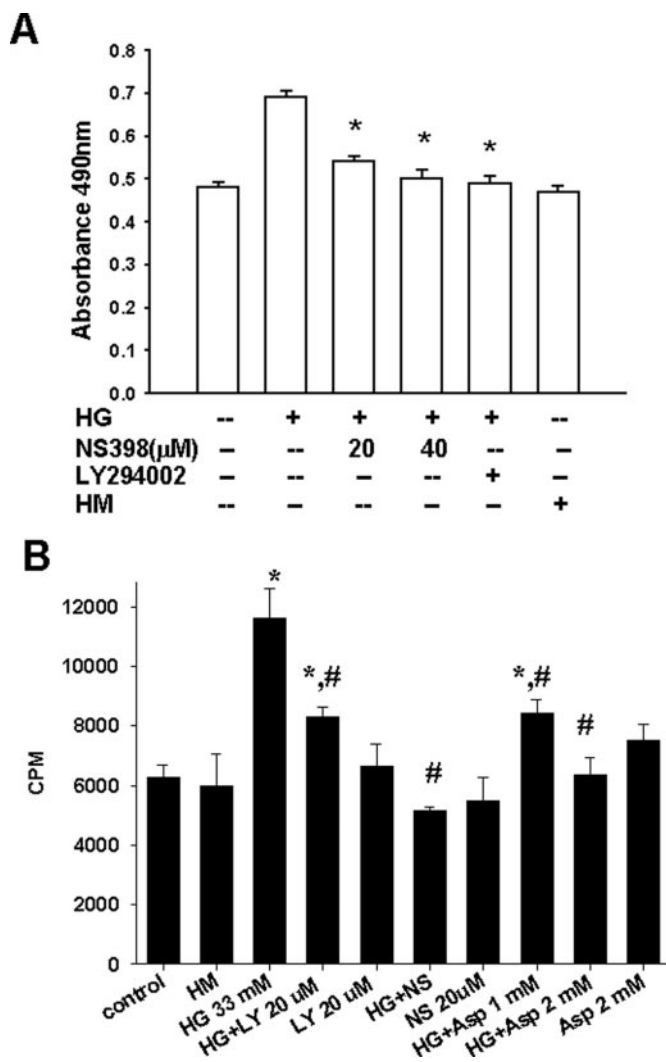 A
Absorbance 490nm
0.8
0.7
0.6
0.5
0.4
0.3
0.2
0.1
0.0
* * *
HG -- + + + + --
NS398(μM) – -- 20 40 -- –
LY294002 – -- – -- + –
HM -- – -- – – +
B
CPM
12000
10000
8000
6000
4000
2000
0
*
*,#
#
*,#
#
control
HM
HG 33 mM
HG+LY 20 uM
LY 20 uM
HG+NS
NS 20uM
HG+Asp 1 mM
HG+Asp 2 mM
Asp 2 mM